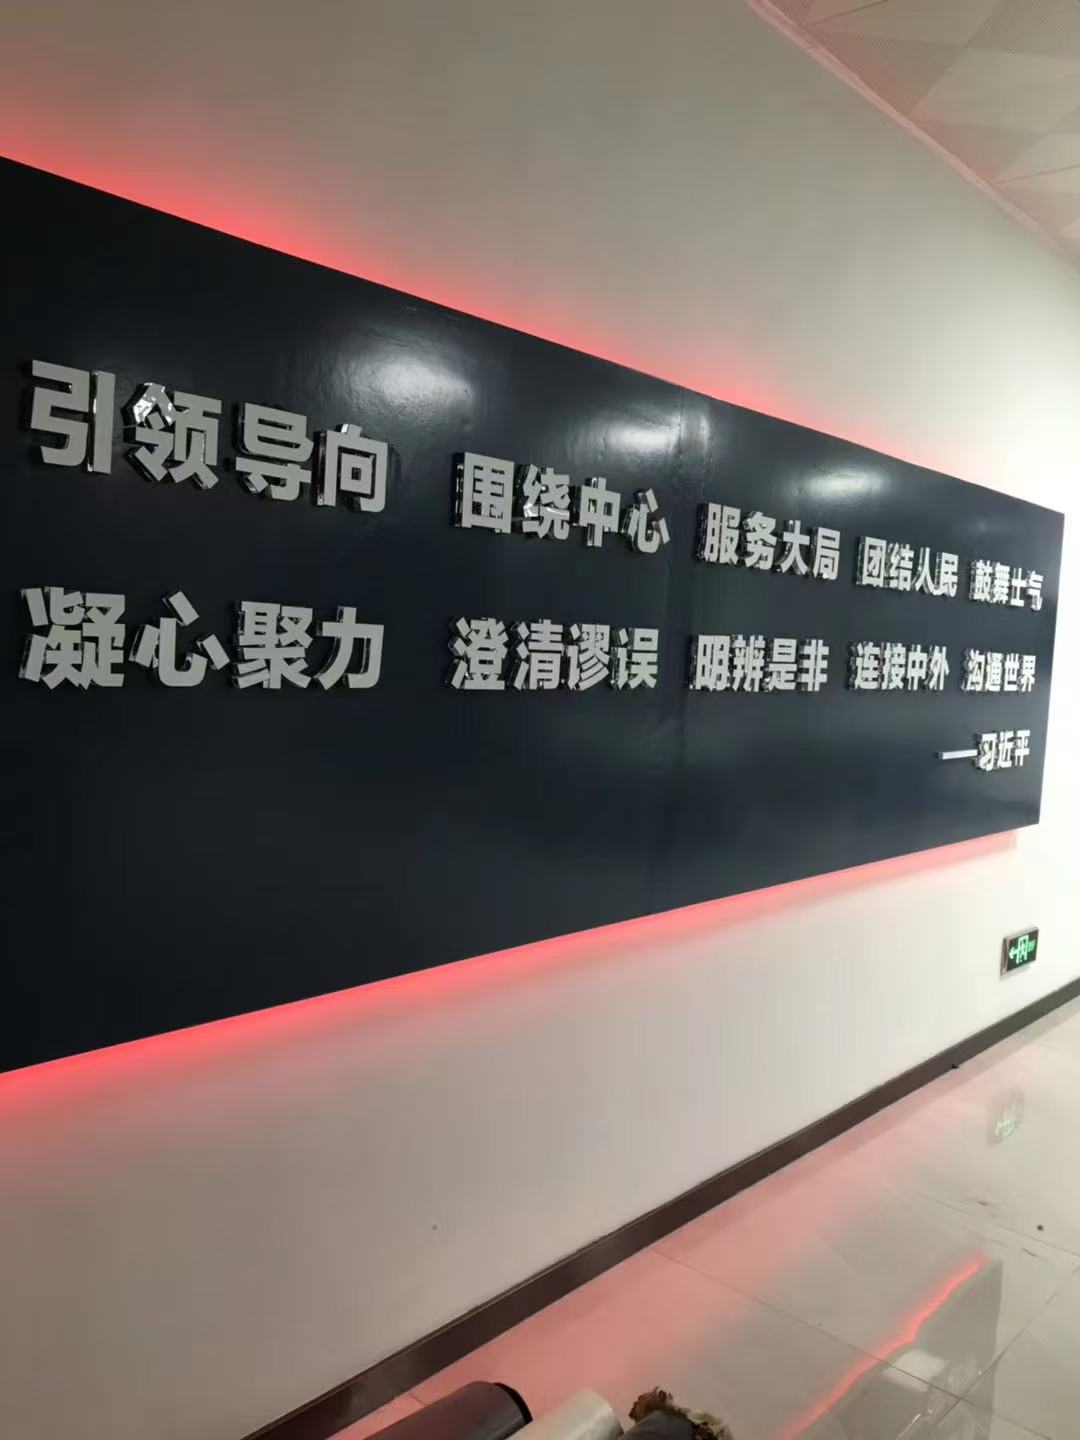 引领导向 围绕中心 服务大局 团结人民 鼓舞士气
凝心聚力 澄清谬误 明辨是非 连接中外 沟通世界
——习近平